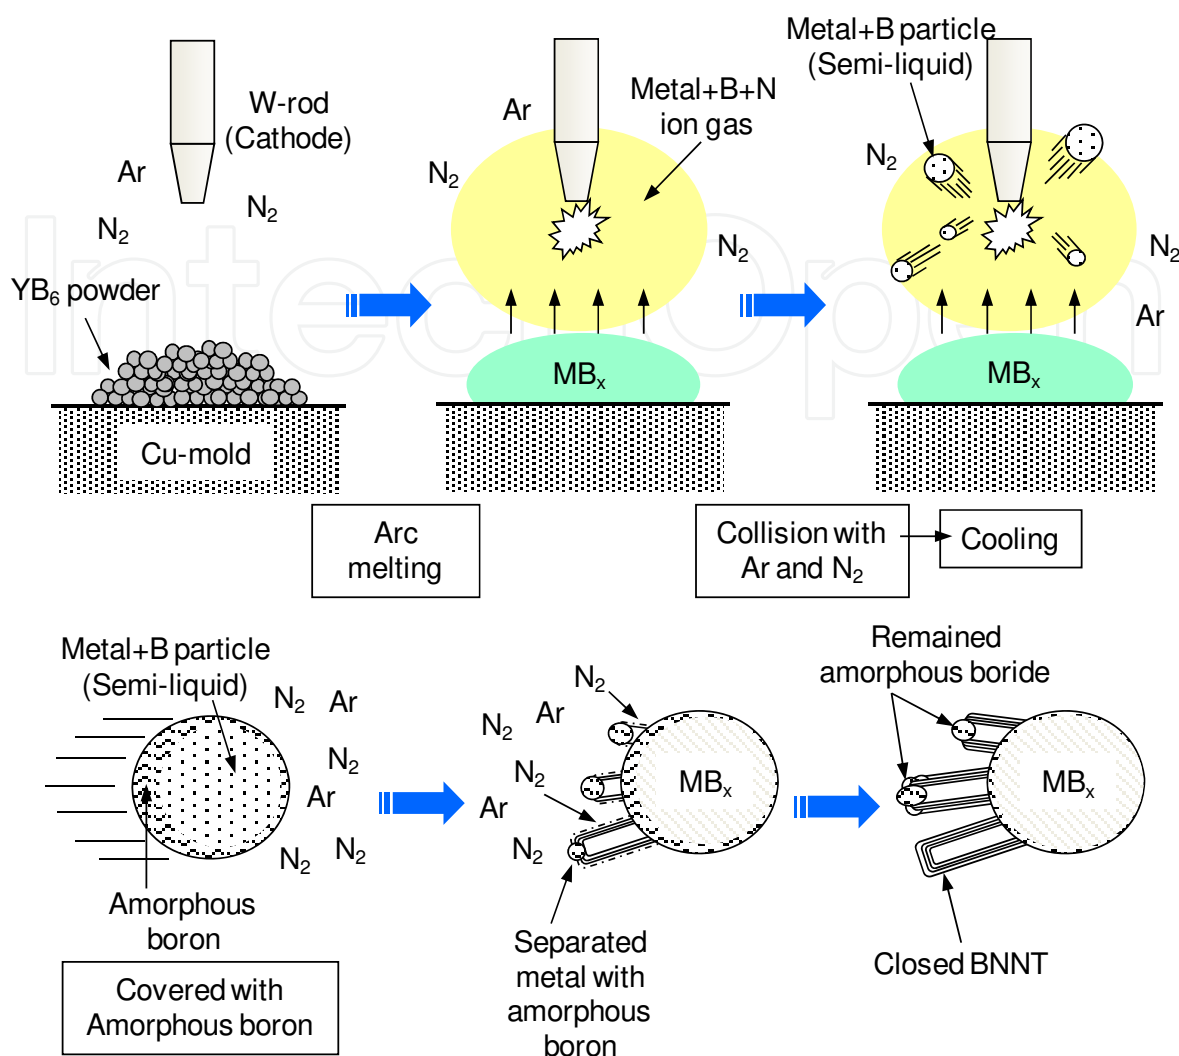 W-rod
(Cathode)
Ar
N₂
N₂
YB₆ powder
Cu-mold
Ar
Metal+B+N
ion gas
N₂
N₂
MBₓ
Metal+B particle
(Semi-liquid)
N₂
N₂
Ar
MBₓ
IntechOpen
Arc
melting
Collision with
Ar and N₂
Cooling
Metal+B particle
(Semi-liquid)
N₂ Ar
N₂
Ar
N₂ N₂
Amorphous
boron
Covered with
Amorphous boron
N₂
N₂ Ar
N₂
Ar
N₂
MBₓ
Separated
metal with
amorphous
boron
Remained
amorphous boride
MBₓ
Closed BNNT